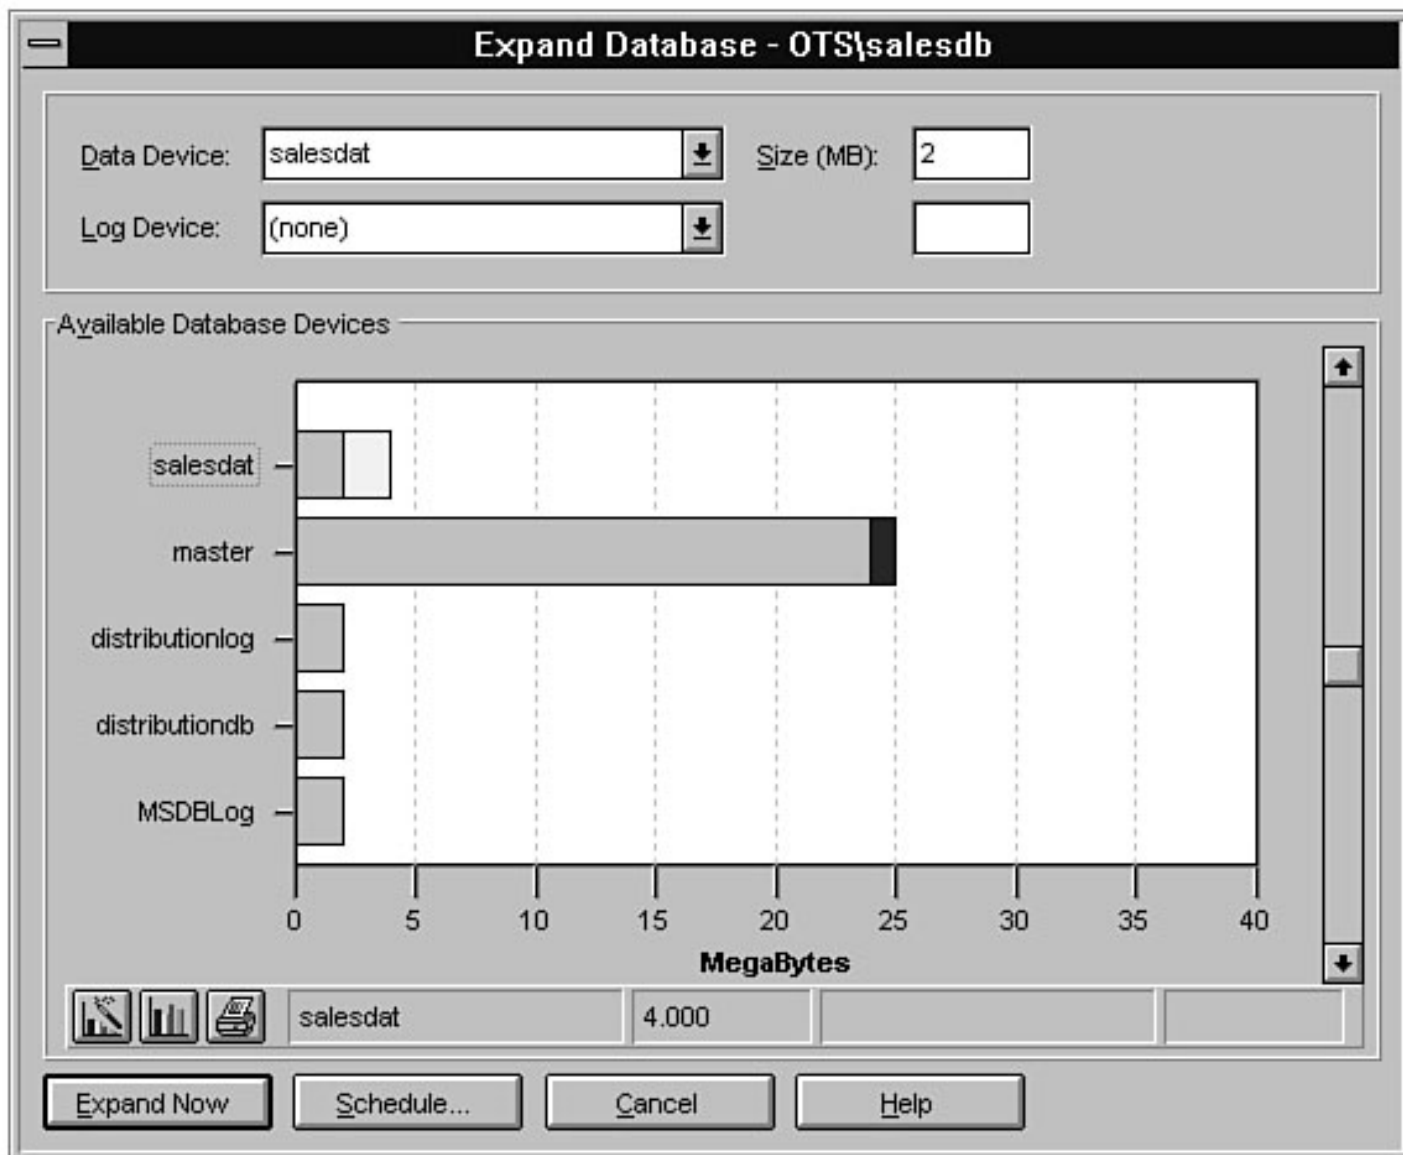 Expand Database - OTS\salesdb
Data Device: salesdat Size (MB): 2
Log Device: (none)
Available Database Devices
salesdat
master
distributionlog
distributiondb
MSDBLog
0 5 10 15 20 25 30 35 40
MegaBytes
salesdat 4.000
Expand Now Schedule... Cancel Help